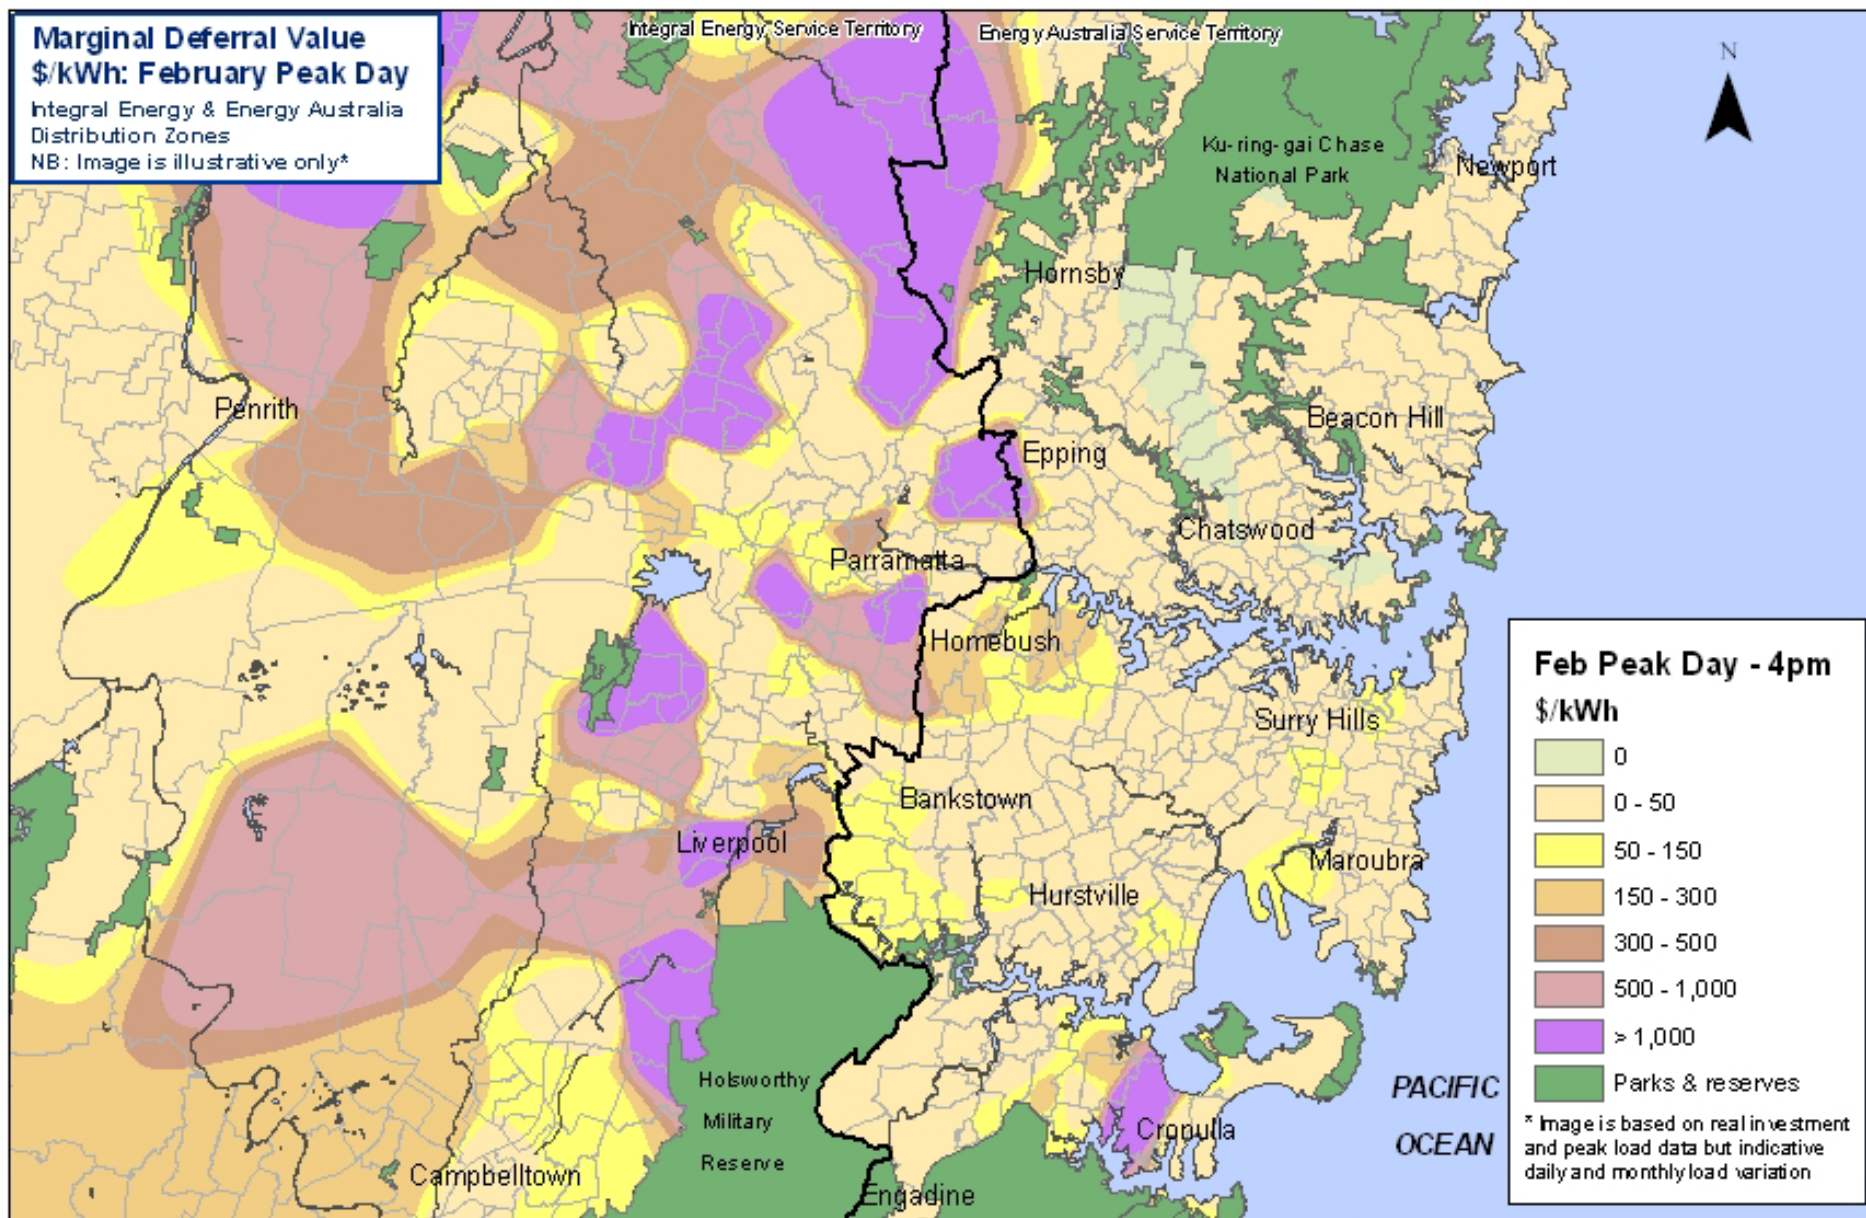 Marginal Deferral Value
$/kWh: February Peak Day
Integral Energy & Energy Australia
Distribution Zones
NB: Image is illustrative only*
Integral Energy Service Territory
Energy Australia Service Territory
N
Ku-ring-gai Chase
National Park
Newport
Hornsby
Penrith
Beacon Hill
Epping
Chatswood
Parramatta
Homebush
Surry Hills
Bankstown
Liverpool
Maroubra
Hurstville
Holsworthy
Military
Reserve
Cronulla
Campbelltown
Engadine
PACIFIC
OCEAN
Feb Peak Day - 4pm
$/kWh
0
0 - 50
50 - 150
150 - 300
300 - 500
500 - 1,000
> 1,000
Parks & reserves
* Image is based on real investment
and peak load data but indicative
daily and monthly load variation